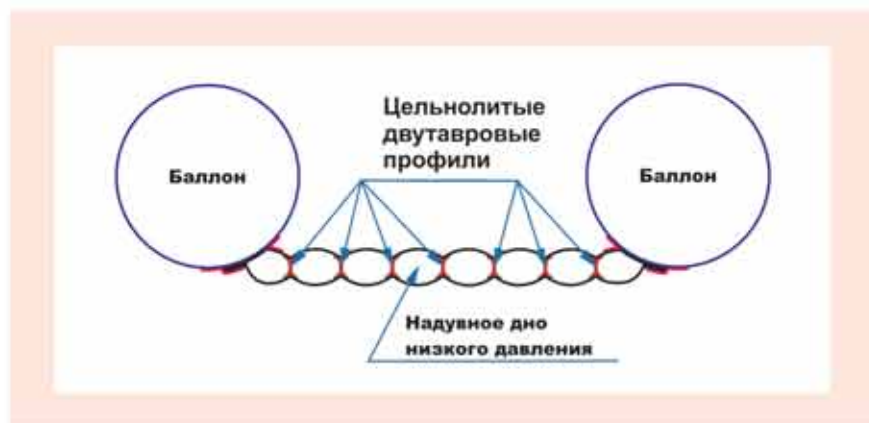 Цельнолитые
двутавровые
профили
Баллон
Баллон
Надувное дно
низкого давления